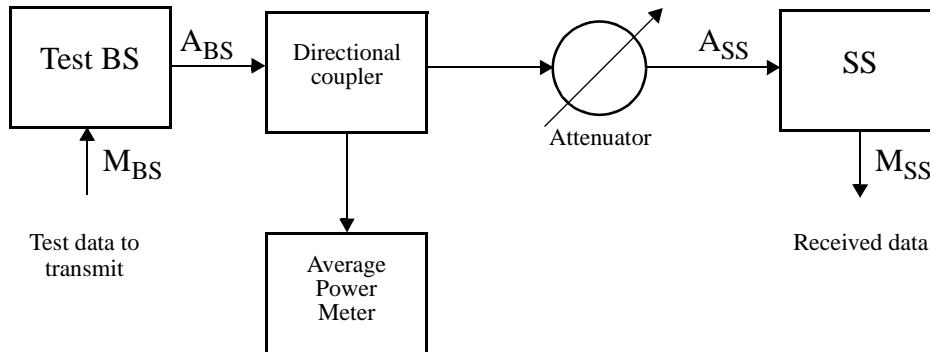 Test BS
A_BS
Directional
coupler
A_SS
SS
Attenuator
M_BS
M_SS
Test data to
transmit
Received data
Average
Power
Meter